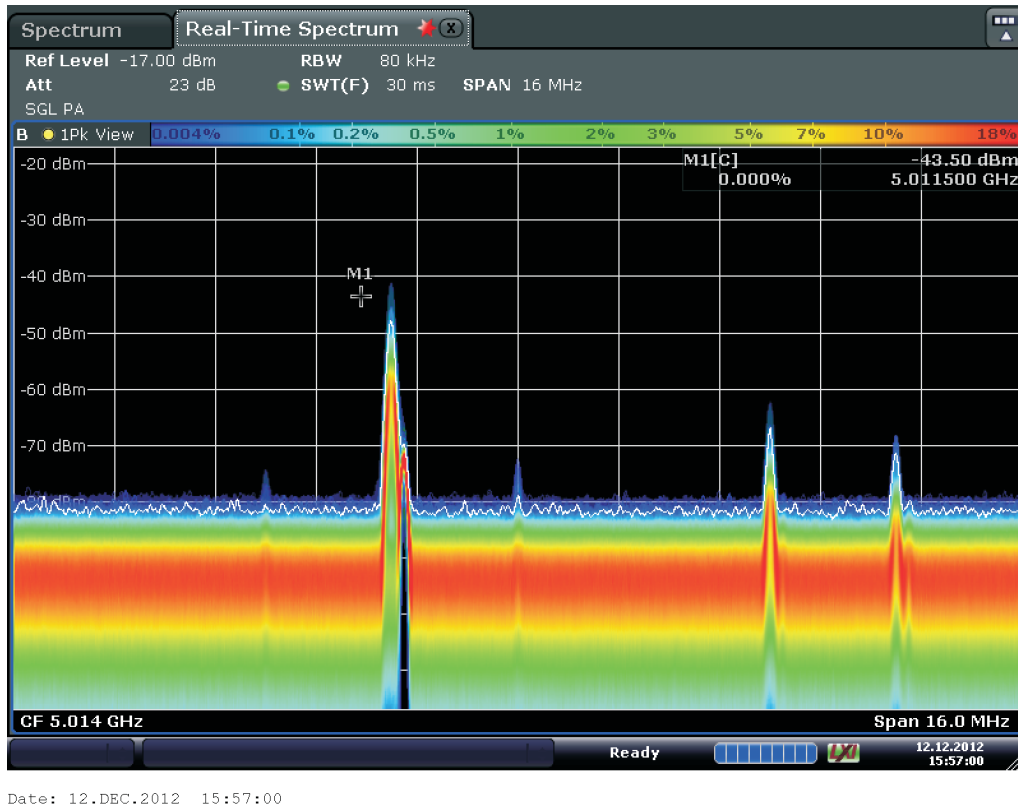 Spectrum Real-Time Spectrum X
Ref Level -17.00 dBm RBW 80 kHz
Att 23 dB SWT(F) 30 ms SPAN 16 MHz
SGL PA
B 1Pk View 0.004% 0.1% 0.2% 0.5% 1% 2% 3% 5% 7% 10% 18%
-20 dBm M1[C] -43.50 dBm
0.000% 5.011500 GHz
-30 dBm
-40 dBm M1
-50 dBm
-60 dBm
-70 dBm
-80 dBm
CF 5.014 GHz Span 16.0 MHz
Ready LXI 12.12.2012
15:57:00
Date: 12.DEC.2012 15:57:00